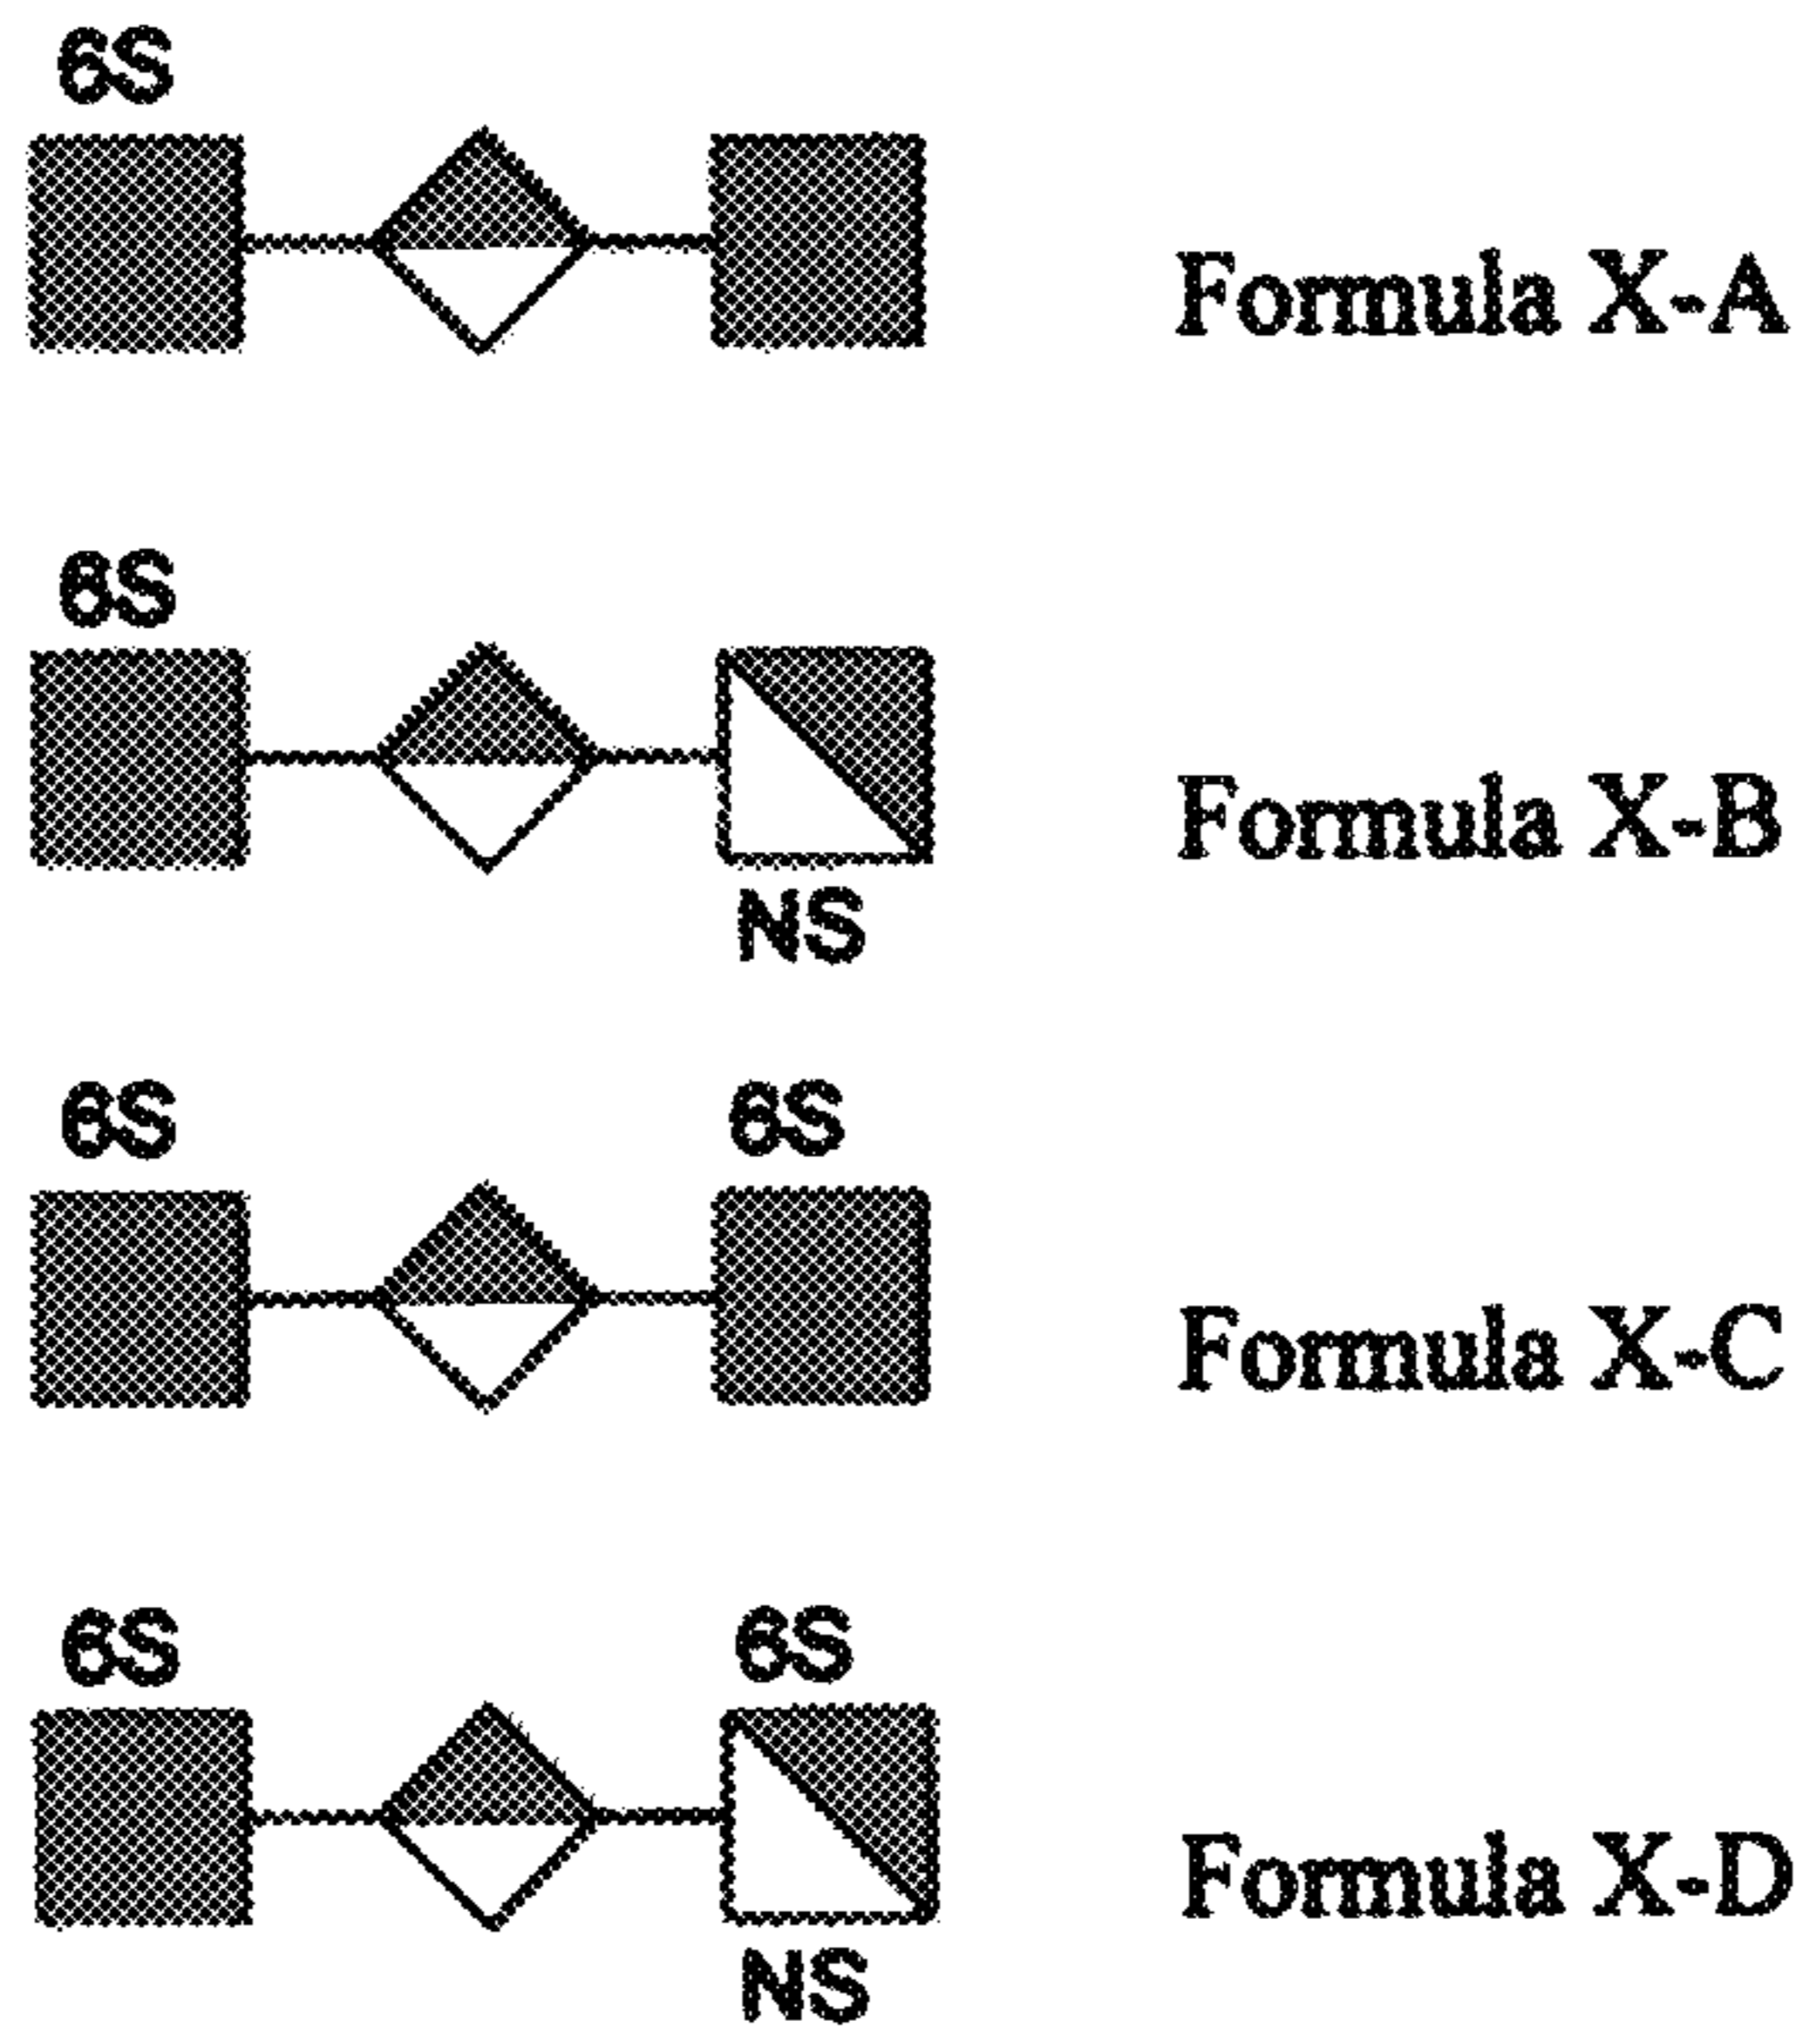 6S
Formula X-A
6S
Formula X-B
NS
6S 6S
Formula X-C
6S 6S
Formula X-D
NS